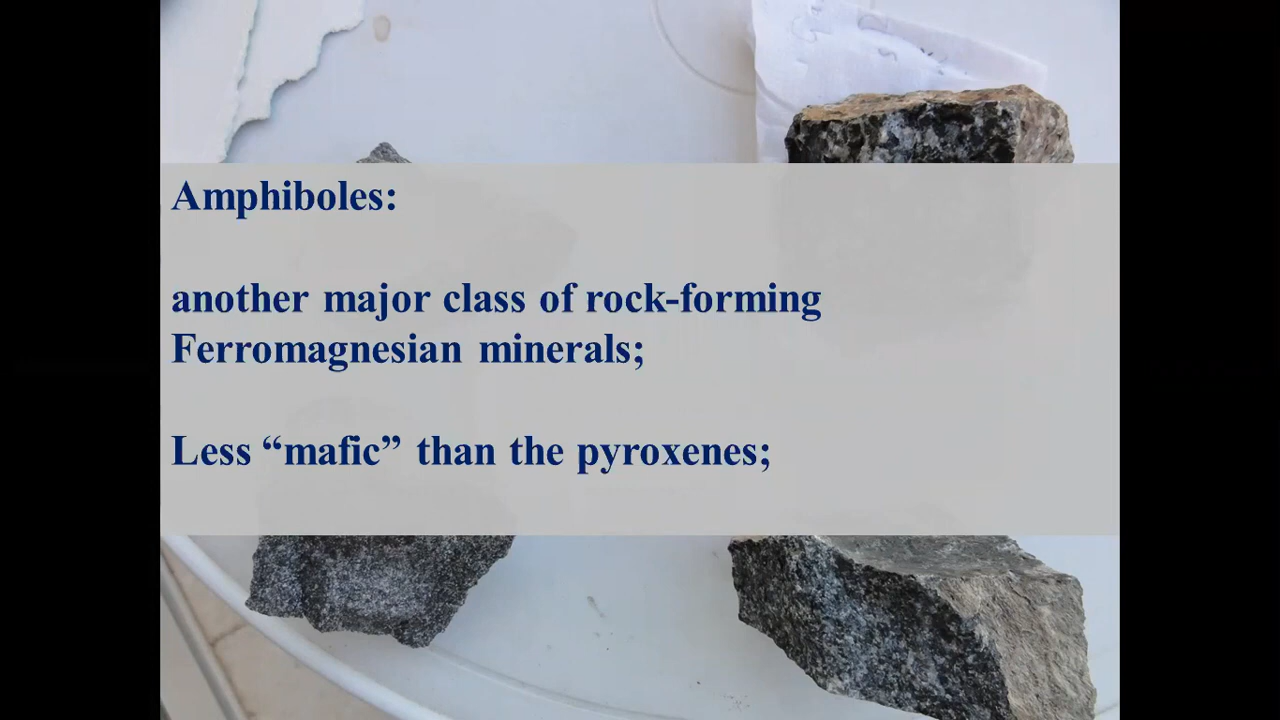 Amphiboles:
another major class of rock-forming
Ferromagnesian minerals;
Less “mafic” than the pyroxenes;